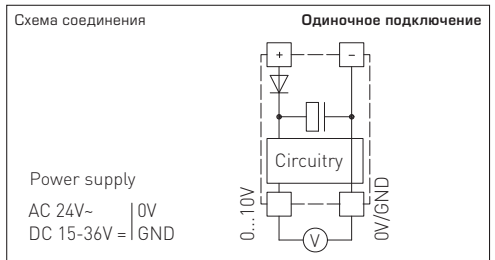 Схема соединения
Одиночное подключение
+ −
Circuitry
Power supply
AC 24V~ 0V
DC 15-36V = GND
0...10V
0V/GND
V